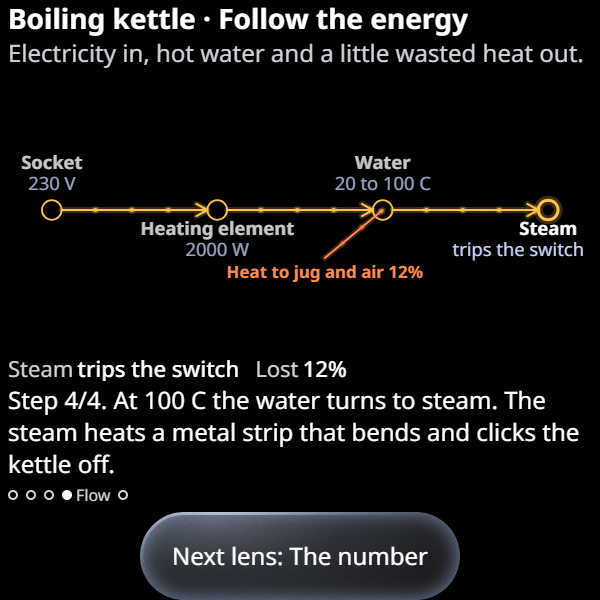 Boiling kettle · Follow the energy
Electricity in, hot water and a little wasted heat out.
Socket
230 V
Water
20 to 100 C
Heating element
2000 W
Steam
trips the switch
Heat to jug and air 12%
Steam trips the switch Lost 12%
Step 4/4. At 100 C the water turns to steam. The
steam heats a metal strip that bends and clicks the
kettle off.
Flow
Next lens: The number